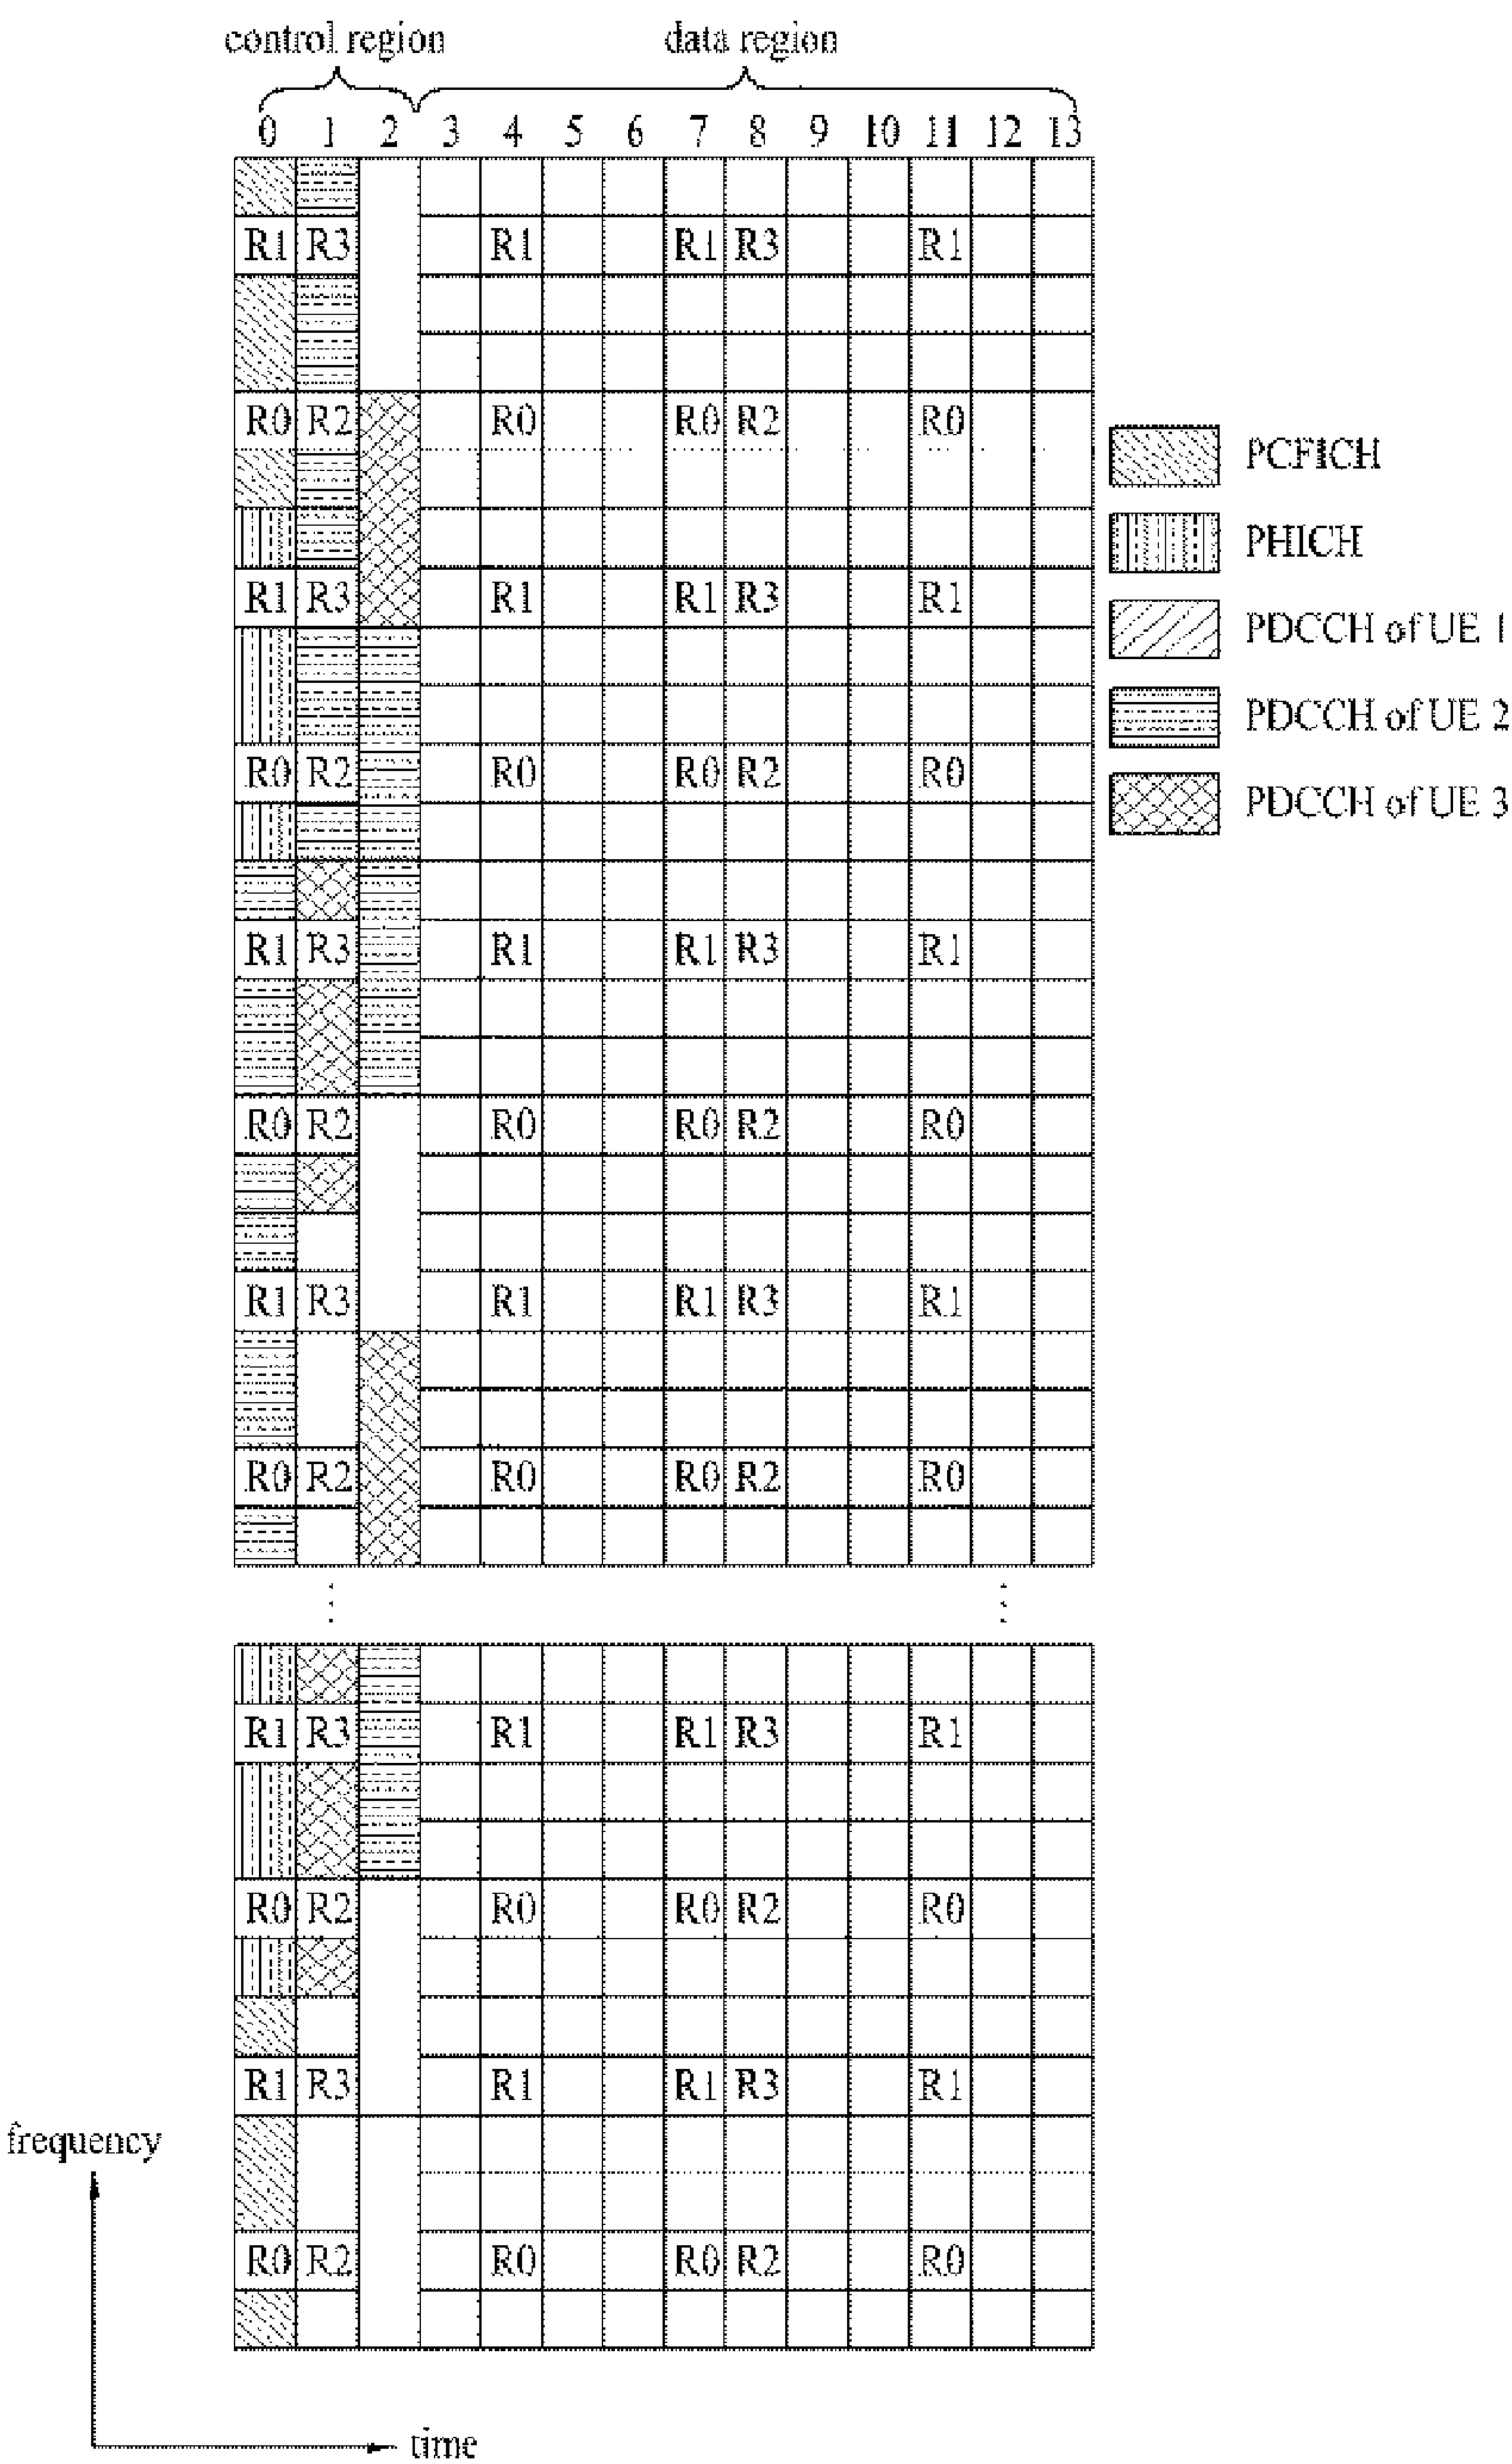 control region data region
0 1 2 3 4 5 6 7 8 9 10 11 12 13
R1 R3 R1 R1 R3 R1
R0 R2 R0 R0 R2 R0
PCFICH
PHICH
R1 R3 R1 R1 R3 R1
PDCCH of UE 1
PDCCH of UE 2
R0 R2 R0 R0 R2 R0
PDCCH of UE 3
R1 R3 R1 R1 R3 R1
R0 R2 R0 R0 R2 R0
R1 R3 R1 R1 R3 R1
R0 R2 R0 R0 R2 R0
R1 R3 R1 R1 R3 R1
R0 R2 R0 R0 R2 R0
R1 R3 R1 R1 R3 R1
frequency
R0 R2 R0 R0 R2 R0
time